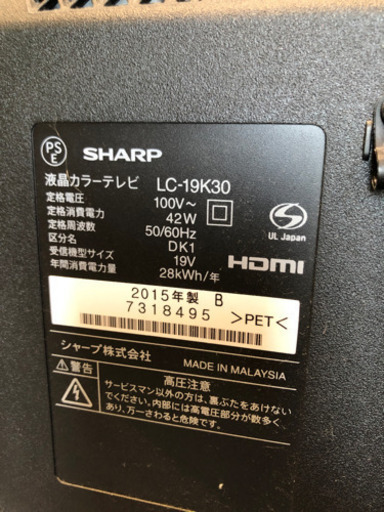 PS
E
SHARP
液晶カラーテレビ LC-19K30
定格電圧 100V～
定格消費電力 42W
定格周波数 50/60Hz
区分名 DK1
受信機型サイズ 19V
年間消費電力量 28kWh/年
UL Japan
HDMI
2015年製 B
7318495 >PET<
シャープ株式会社 MADE IN MALAYSIA
警告
高圧注意
サービスマン以外の方は、裏ぶたをあけない
でください。内部には高電圧部分が数多く
あり、万一さわると危険です。